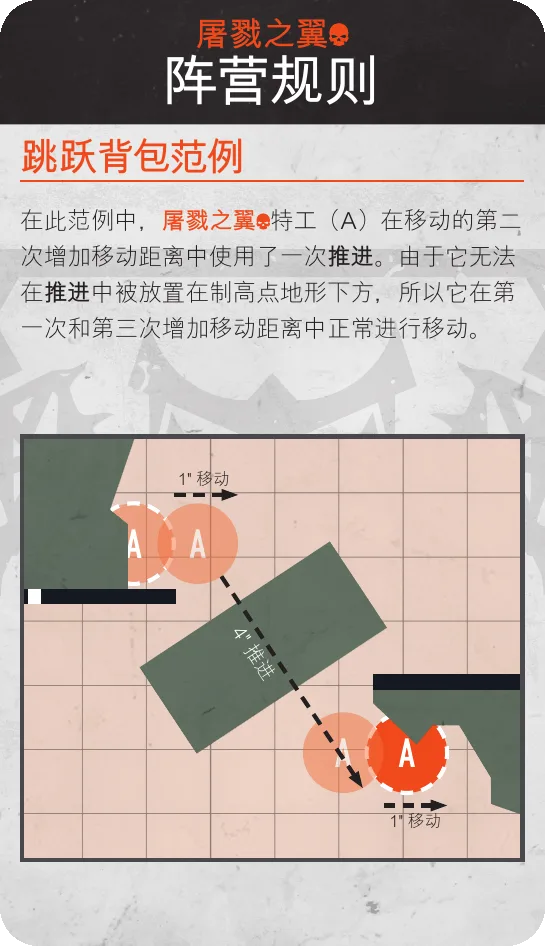 屠戮之翼
阵营规则
跳跃背包范例
在此范例中，屠戮之翼特工（A）在移动的第二
次增加移动距离中使用了一次推进。由于它无法
在推进中被放置在制高点地形下方，所以它在第
一次和第三次增加移动距离中正常进行移动。
1" 移动
A
A
4" 推进
A
A
1" 移动